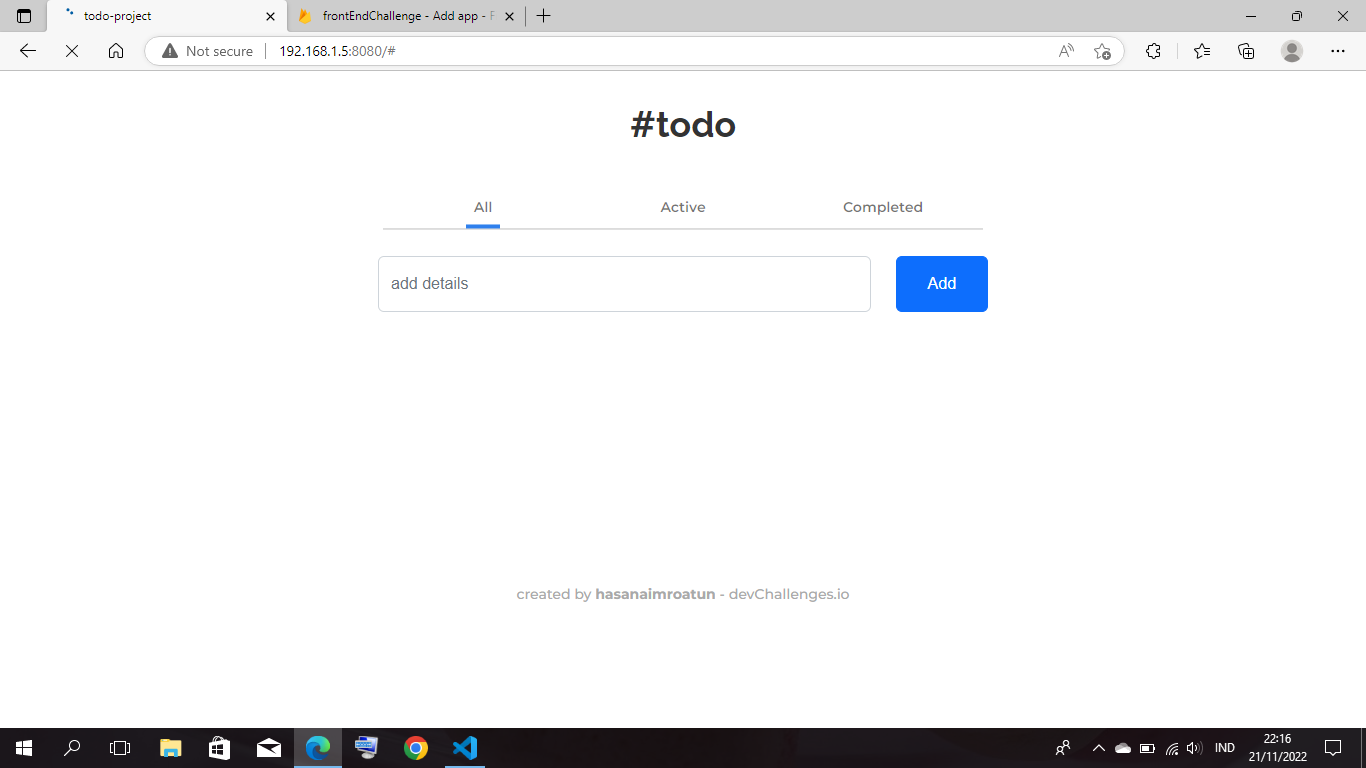 todo-project
frontEndChallenge - Add app - F
Not secure
192.168.1.5:8080/#
#todo
All Active Completed
add details Add
created by hasanaimroatun - devChallenges.io
IND
22:16
21/11/2022